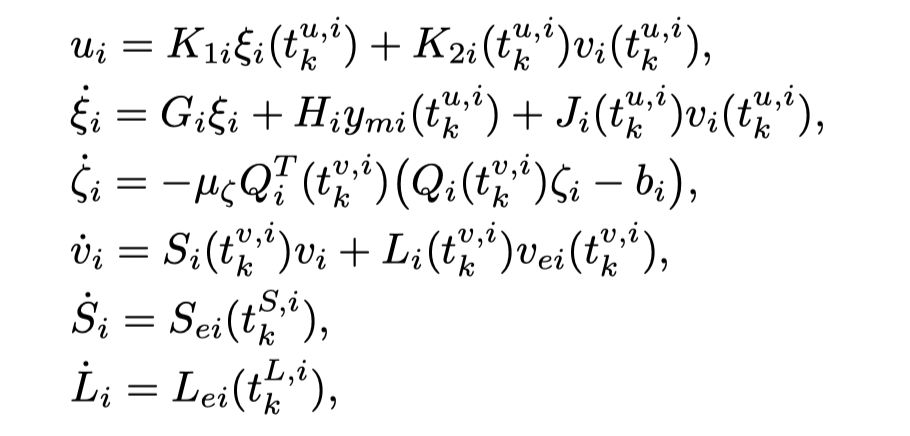 $u_i = K_{1i}\xi_i(t_k^{u,i}) + K_{2i}(t_k^{u,i})v_i(t_k^{u,i}),$
$\dot{\xi}_i = G_i\xi_i + H_i y_{mi}(t_k^{u,i}) + J_i(t_k^{u,i})v_i(t_k^{u,i}),$
$\dot{\zeta}_i = -\mu_\zeta Q_i^T(t_k^{v,i})\big(Q_i(t_k^{v,i})\zeta_i - b_i\big),$
$\dot{v}_i = S_i(t_k^{v,i})v_i + L_i(t_k^{v,i})v_{ei}(t_k^{v,i}),$
$\dot{S}_i = S_{ei}(t_k^{S,i}),$
$\dot{L}_i = L_{ei}(t_k^{L,i}),$